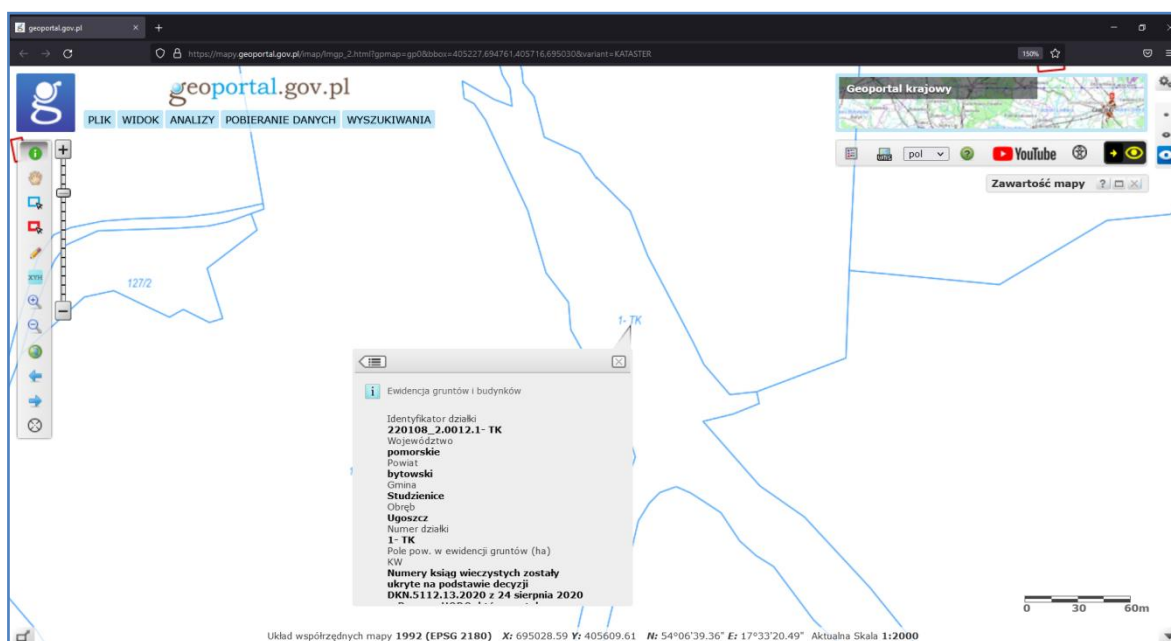 geoportal.gov.pl
https://mapy.geoportal.gov.pl/imap/Imgp_2.html?gpmap=gp0&bbox=405227.694761,405716.695030&variant=KATASTER
150%
geoportal.gov.pl
PLIK WIDOK ANALIZY POBIERANIE DANYCH WYSZUKIWANIA
Geoportal krajowy
pol
YouTube
Zawartość mapy
127/2
1- TK
Ewidencja gruntów i budynków
Identyfikator działki
220108_2.0012.1- TK
Województwo
pomorskie
Powiat
bytowski
Gmina
Studzienice
Obręb
Ugoszcz
Numer działki
1- TK
Pole pow. w ewidencji gruntów (ha)
KW
Numery ksiąg wieczystych zostały
ukryte na podstawie decyzji
DKN.5112.13.2020 z 24 sierpnia 2020
0 30 60m
Układ współrzędnych mapy 1992 (EPSG 2180) X: 695028.59 Y: 405609.61 N: 54°06'39.36" E: 17°33'20.49" Aktualna Skala 1:2000